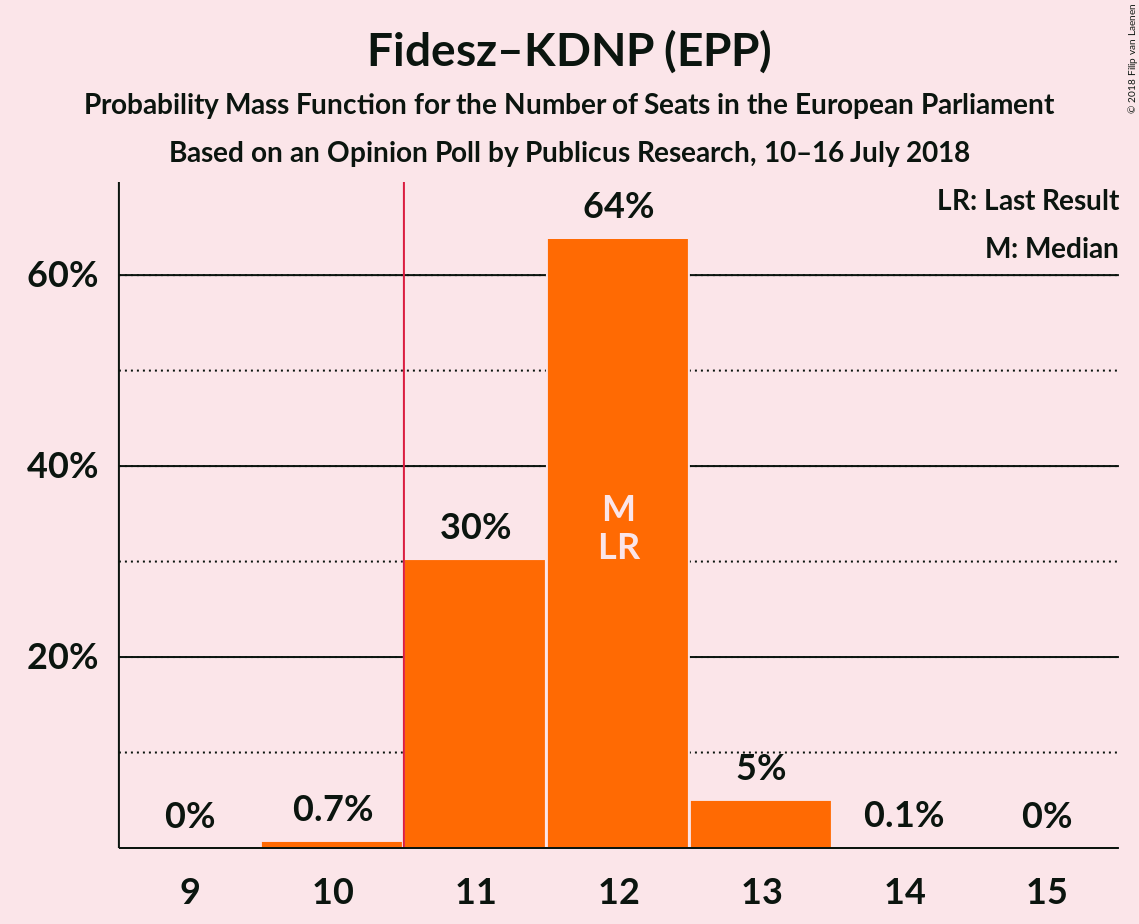 Fidesz–KDNP (EPP)
Probability Mass Function for the Number of Seats in the European Parliament
Based on an Opinion Poll by Publicus Research, 10–16 July 2018
© 2018 Filip van Laenen
LR: Last Result
M: Median
60%
40%
20%
0%
0.7%
30%
64%
M
LR
5%
0.1%
0%
9
10
11
12
13
14
15